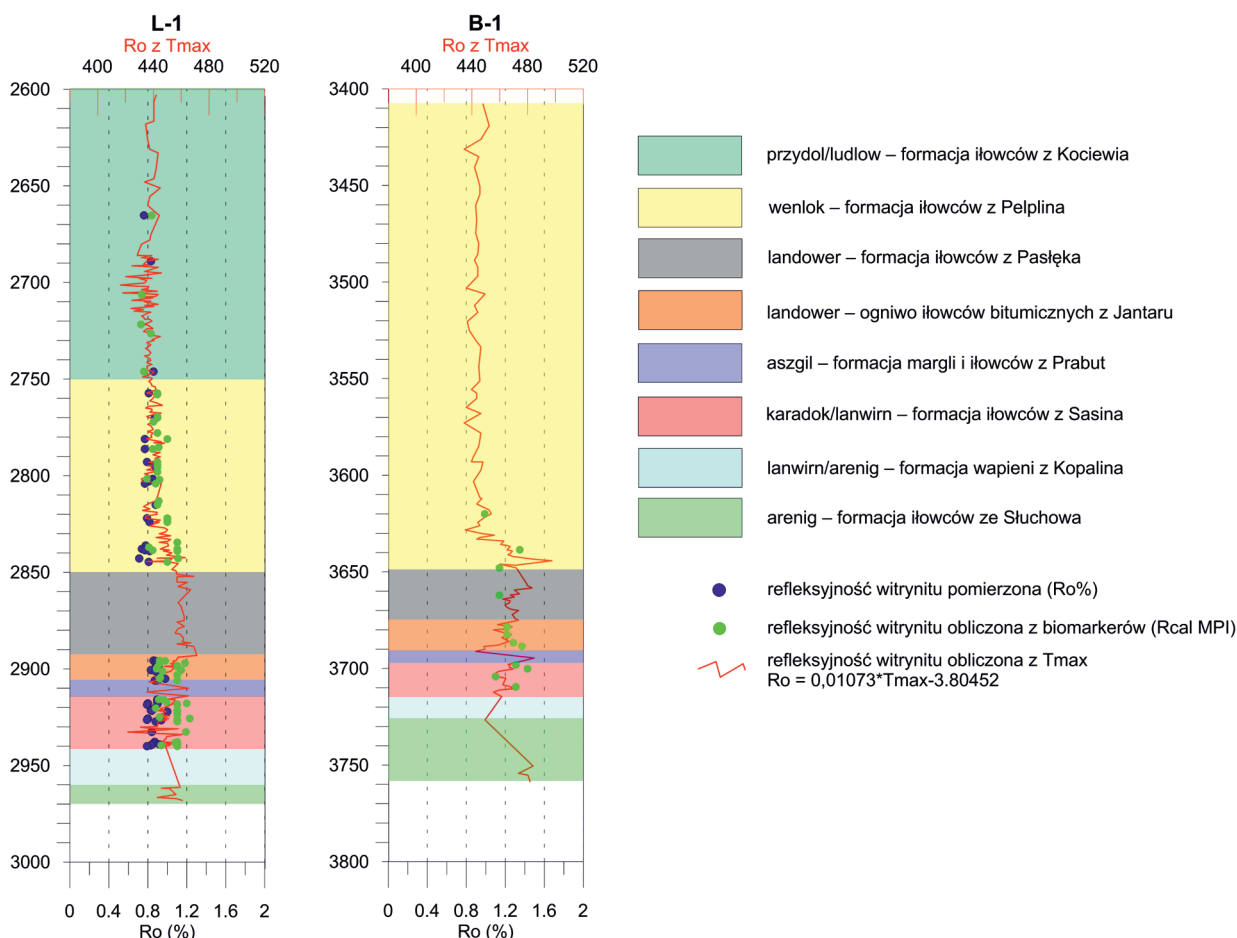 L-1
Ro z Tmax
400 440 480 520
2600
2650
2700
2750
2800
2850
2900
2950
3000
0 0.4 0.8 1.2 1.6 2
Ro (%)
B-1
Ro z Tmax
400 440 480 520
3400
3450
3500
3550
3600
3650
3700
3750
3800
0 0.4 0.8 1.2 1.6 2
Ro (%)
przydol/ludlow – formacja iłowców z Kociewia
wenlok – formacja iłowców z Pelplina
landower – formacja iłowców z Pasłęka
landower – ogniwo iłowców bitumicznych z Jantaru
aszgil – formacja margli i iłowców z Prabut
karadok/lanwirn – formacja iłowców z Sasina
lanwirn/arenig – formacja wapieni z Kopalina
arenig – formacja iłowców ze Słuchowa
refleksyjność witrynitu pomierzona (Ro%)
refleksyjność witrynitu obliczona z biomarkerów (Rcal MPI)
refleksyjność witrynitu obliczona z Tmax
Ro = 0,01073*Tmax-3.80452